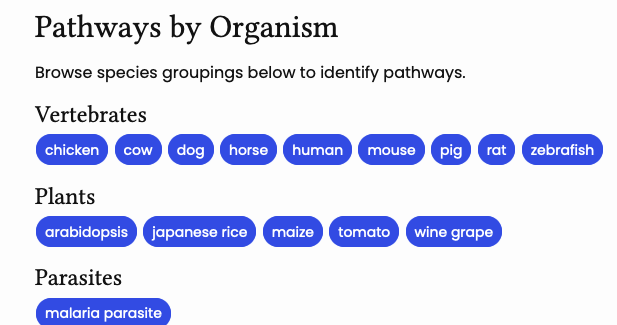 Pathways by Organism
Browse species groupings below to identify pathways.
Vertebrates
chicken cow dog horse human mouse pig rat zebrafish
Plants
arabidopsis japanese rice maize tomato wine grape
Parasites
malaria parasite